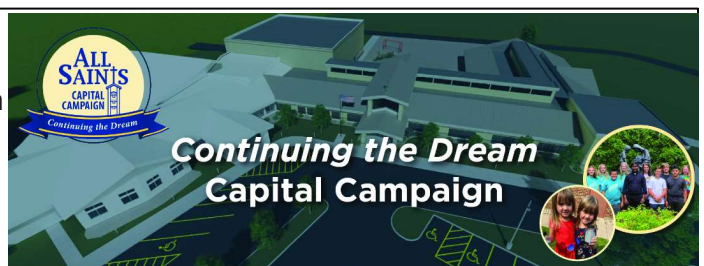 ALL
SAINTS
CAPITAL
CAMPAIGN
Continuing the Dream
Continuing the Dream
Capital Campaign